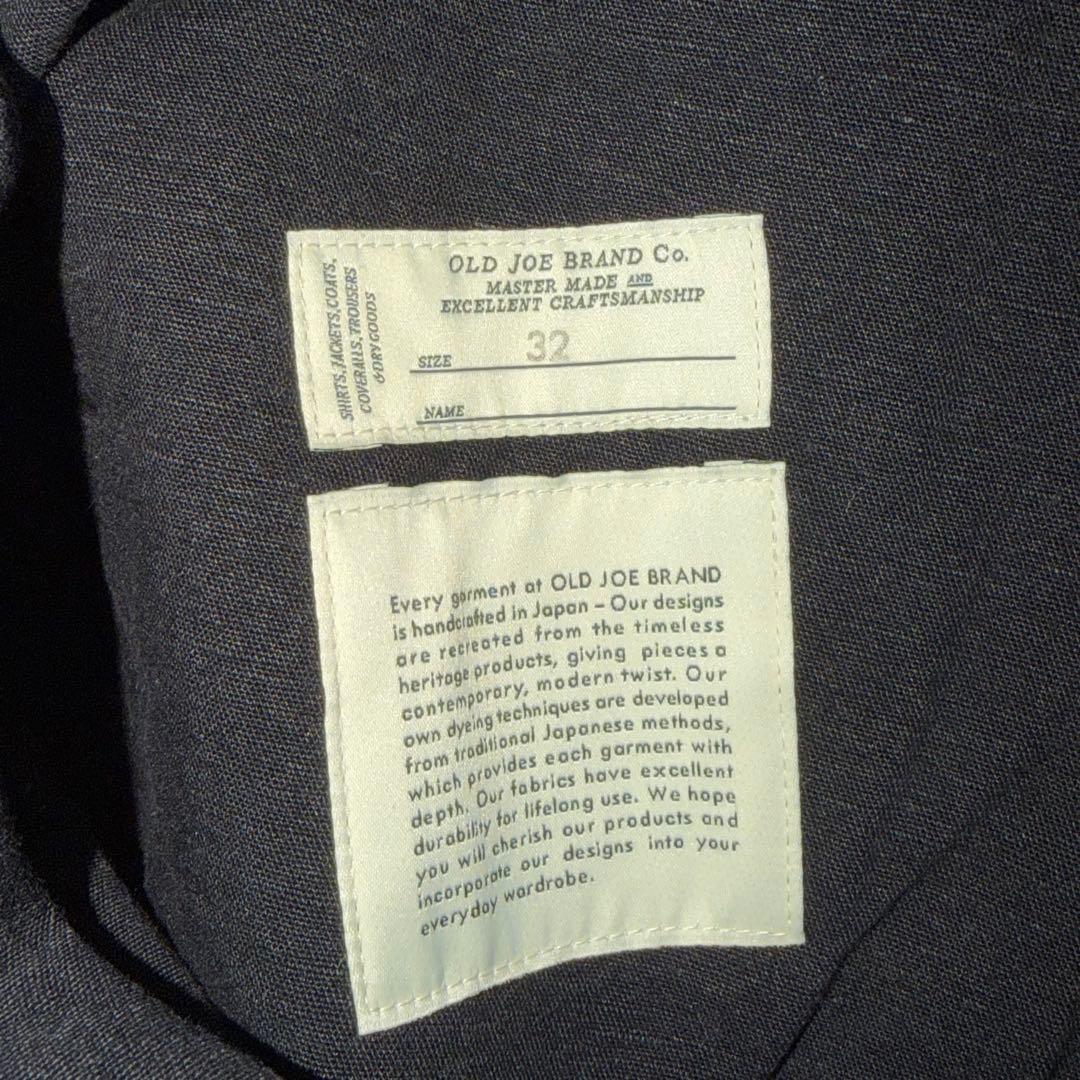 SHIRTS, JACKETS, COATS,
COVERALLS, TROUSERS
& DRY GOODS
OLD JOE BRAND Co.
MASTER MADE AND
EXCELLENT CRAFTSMANSHIP
SIZE 32
NAME
Every garment at OLD JOE BRAND
is handcrafted in Japan – Our designs
are recreated from the timeless
heritage products, giving pieces a
contemporary, modern twist. Our
own dyeing techniques are developed
from traditional Japanese methods,
which provides each garment with
depth. Our fabrics have excellent
durability for lifelong use. We hope
you will cherish our products and
incorporate our designs into your
everyday wardrobe.